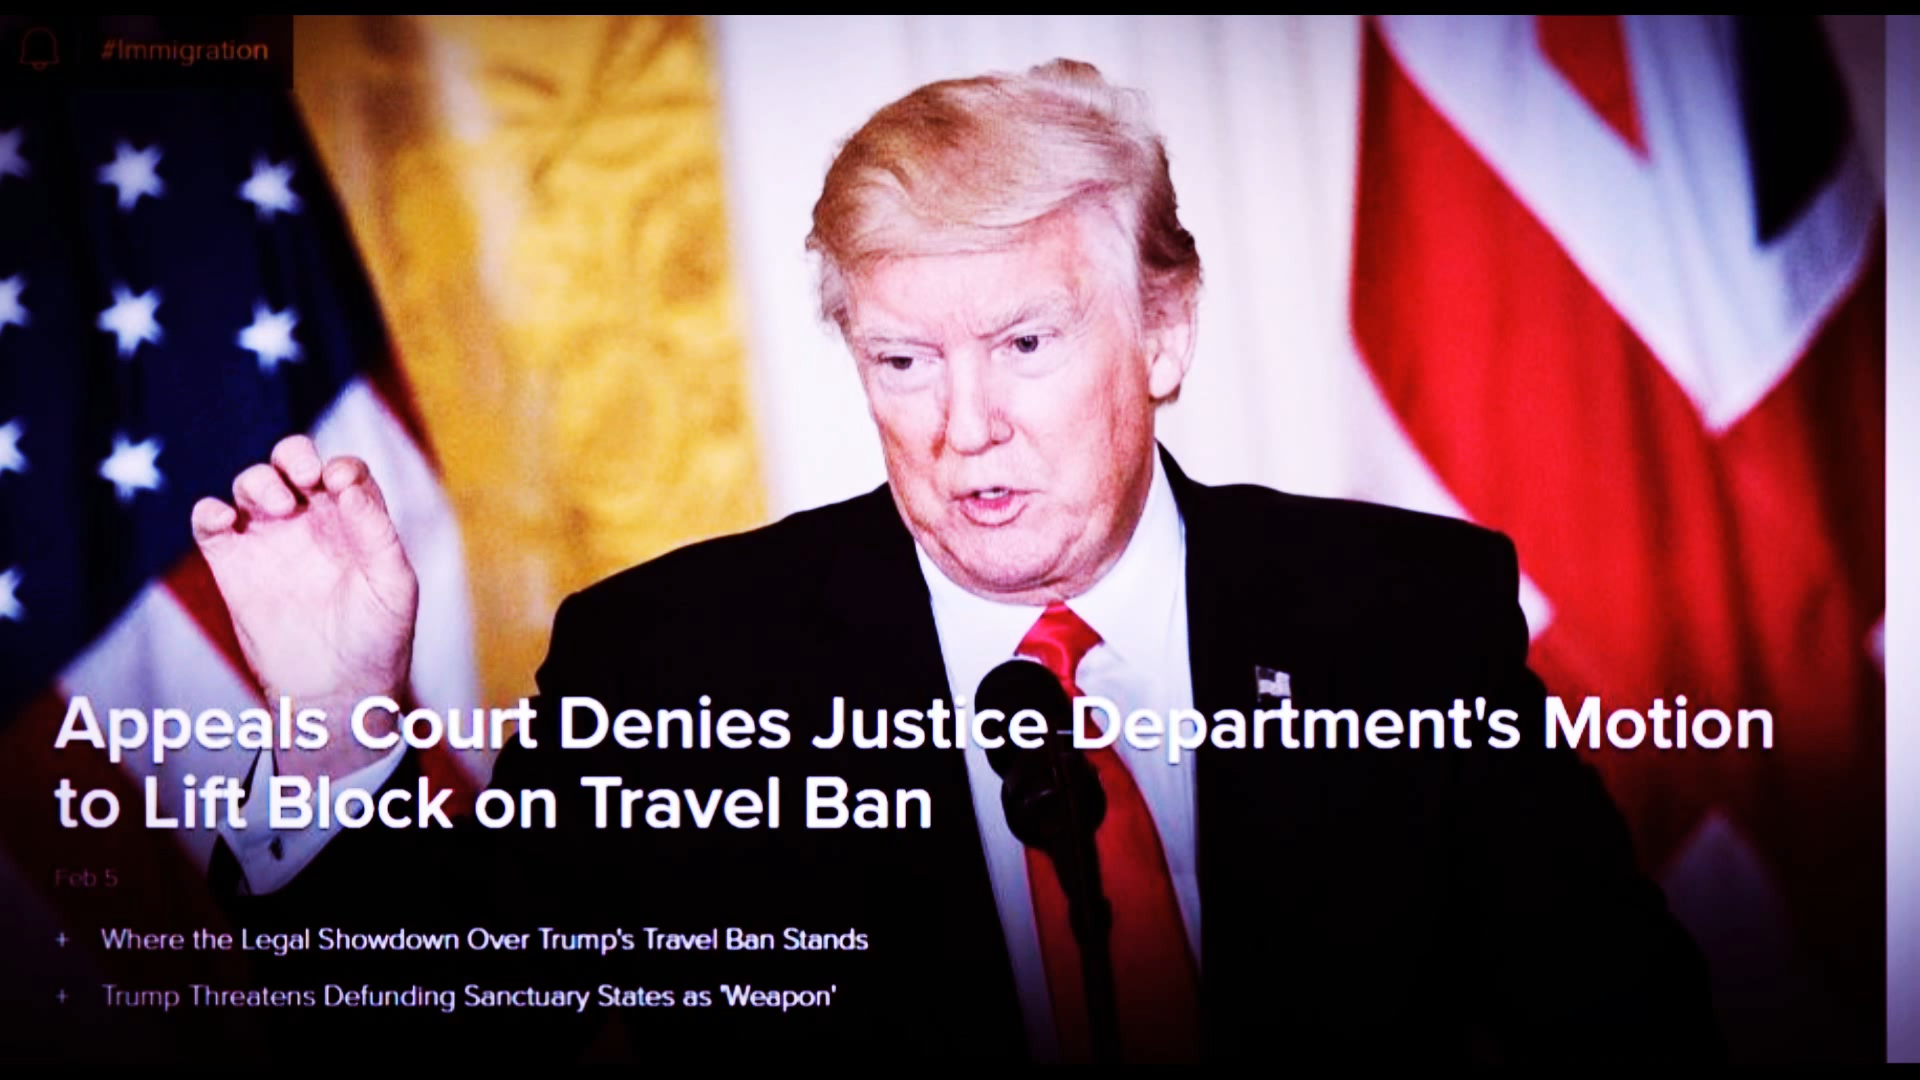 #Immigration
Appeals Court Denies Justice Department's Motion
to Lift Block on Travel Ban
Feb 5
+ Where the Legal Showdown Over Trump's Travel Ban Stands
+ Trump Threatens Defunding Sanctuary States as 'Weapon'